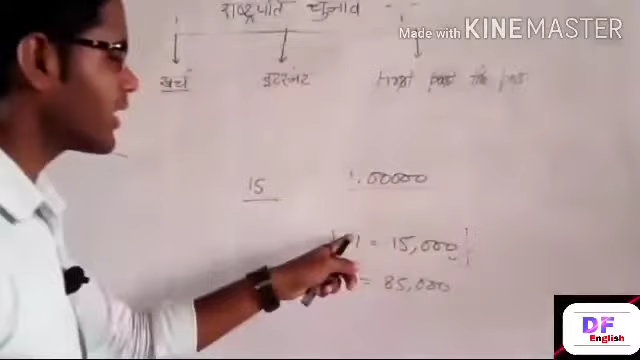 राष्ट्रपति चुनाव
Made with KINEMASTER
खर्च इंटरनेट First past the post
15 1.00000
1 = 15,000
= 85,000
DF
English